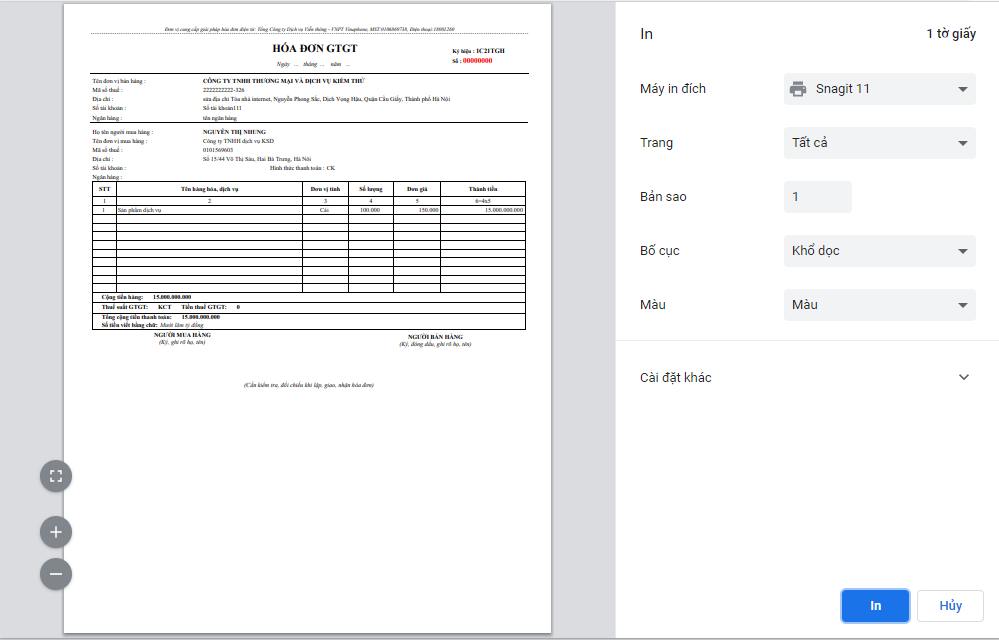 Đơn vị cung cấp giải pháp hóa đơn điện tử: Tổng Công ty Dịch vụ Viễn thông - VNPT Vinaphone, MST:0106869738, Điện thoại:18001260
HÓA ĐƠN GTGT
Ký hiệu : 1C21TGH
Ngày ... tháng ... năm ...
Số : 00000000
Tên đơn vị bán hàng : CÔNG TY TNHH THƯƠNG MẠI VÀ DỊCH VỤ KIỂM THỬ
Mã số thuế : 2222222222-326
Địa chỉ : sửa địa chỉ Tòa nhà internet, Nguyễn Phong Sắc, Dịch Vọng Hậu, Quận Cầu Giấy, Thành phố Hà Nội
Số tài khoản : Số tài khoản111
Ngân hàng : tên ngân hàng
Họ tên người mua hàng : NGUYỄN THỊ NHUNG
Tên đơn vị mua hàng : Công ty TNHH dịch vụ KSD
Mã số thuế : 0101569603
Địa chỉ : Số 15/44 Võ Thị Sáu, Hai Bà Trưng, Hà Nội
Số tài khoản : Hình thức thanh toán : CK
Ngân hàng :
STT Tên hàng hóa, dịch vụ Đơn vị tính Số lượng Đơn giá Thành tiền
1 2 3 4 5 6=4x5
1 Sản phẩm dịch vụ Cái 100.000 150.000 15.000.000.000
Cộng tiền hàng: 15.000.000.000
Thuế suất GTGT: KCT Tiền thuế GTGT: 0
Tổng cộng tiền thanh toán: 15.000.000.000
Số tiền viết bằng chữ: Mười lăm tỷ đồng
NGƯỜI MUA HÀNG NGƯỜI BÁN HÀNG
(Ký, ghi rõ họ, tên) (Ký, đóng dấu, ghi rõ họ, tên)
(Cần kiểm tra, đối chiếu khi lập, giao, nhận hóa đơn)
In 1 tờ giấy
Máy in đích Snagit 11
Trang Tất cả
Bản sao 1
Bố cục Khổ dọc
Màu Màu
Cài đặt khác
In Hủy